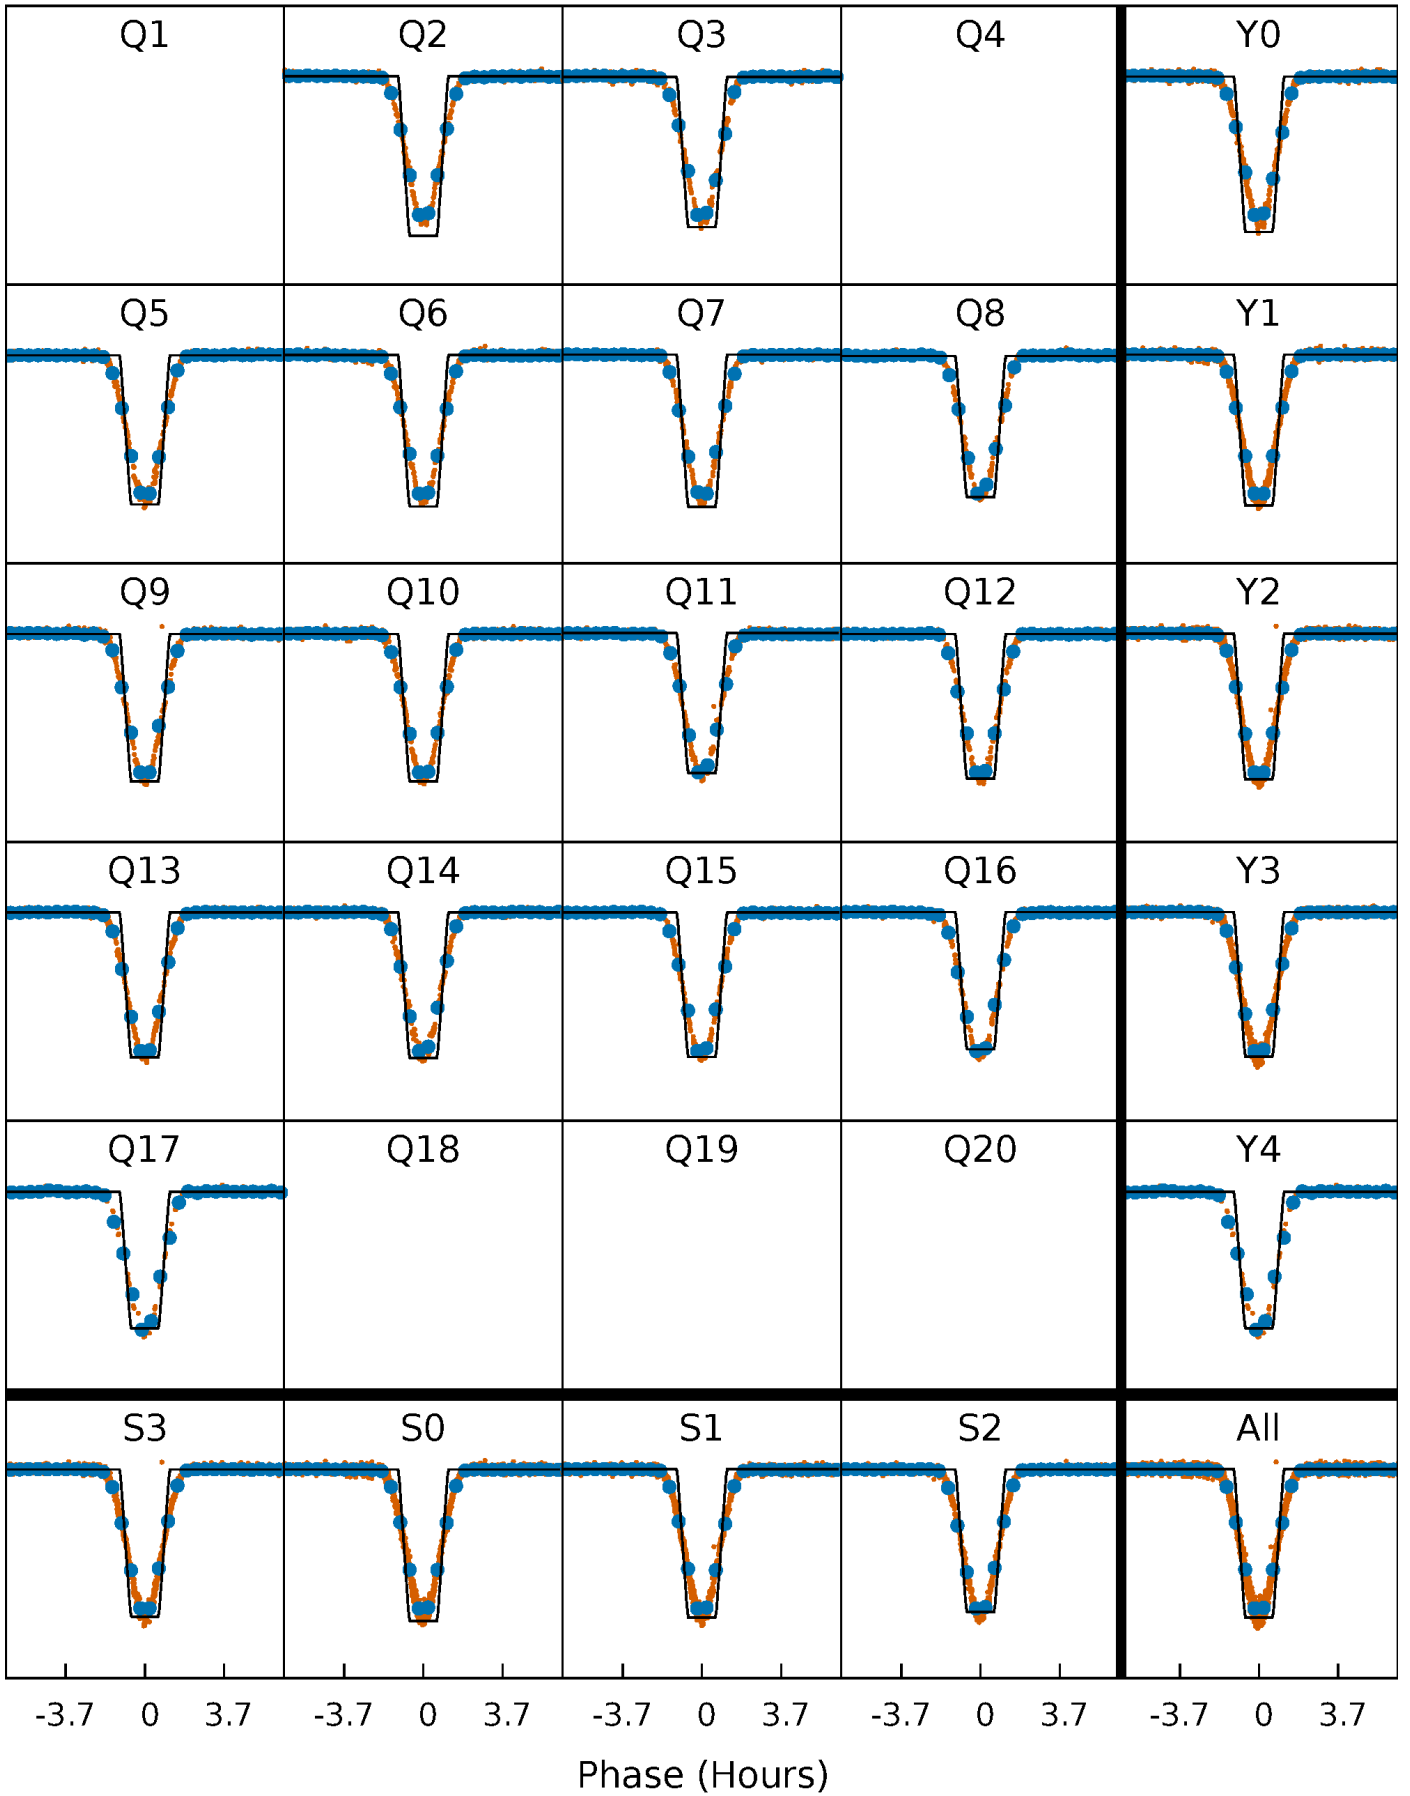 Q1 Q2 Q3 Q4 Y0
Q5 Q6 Q7 Q8 Y1
Q9 Q10 Q11 Q12 Y2
Q13 Q14 Q15 Q16 Y3
Q17 Q18 Q19 Q20 Y4
S3 S0 S1 S2 All
-3.7 0 3.7 -3.7 0 3.7 -3.7 0 3.7 -3.7 0 3.7 -3.7 0 3.7
Phase (Hours)